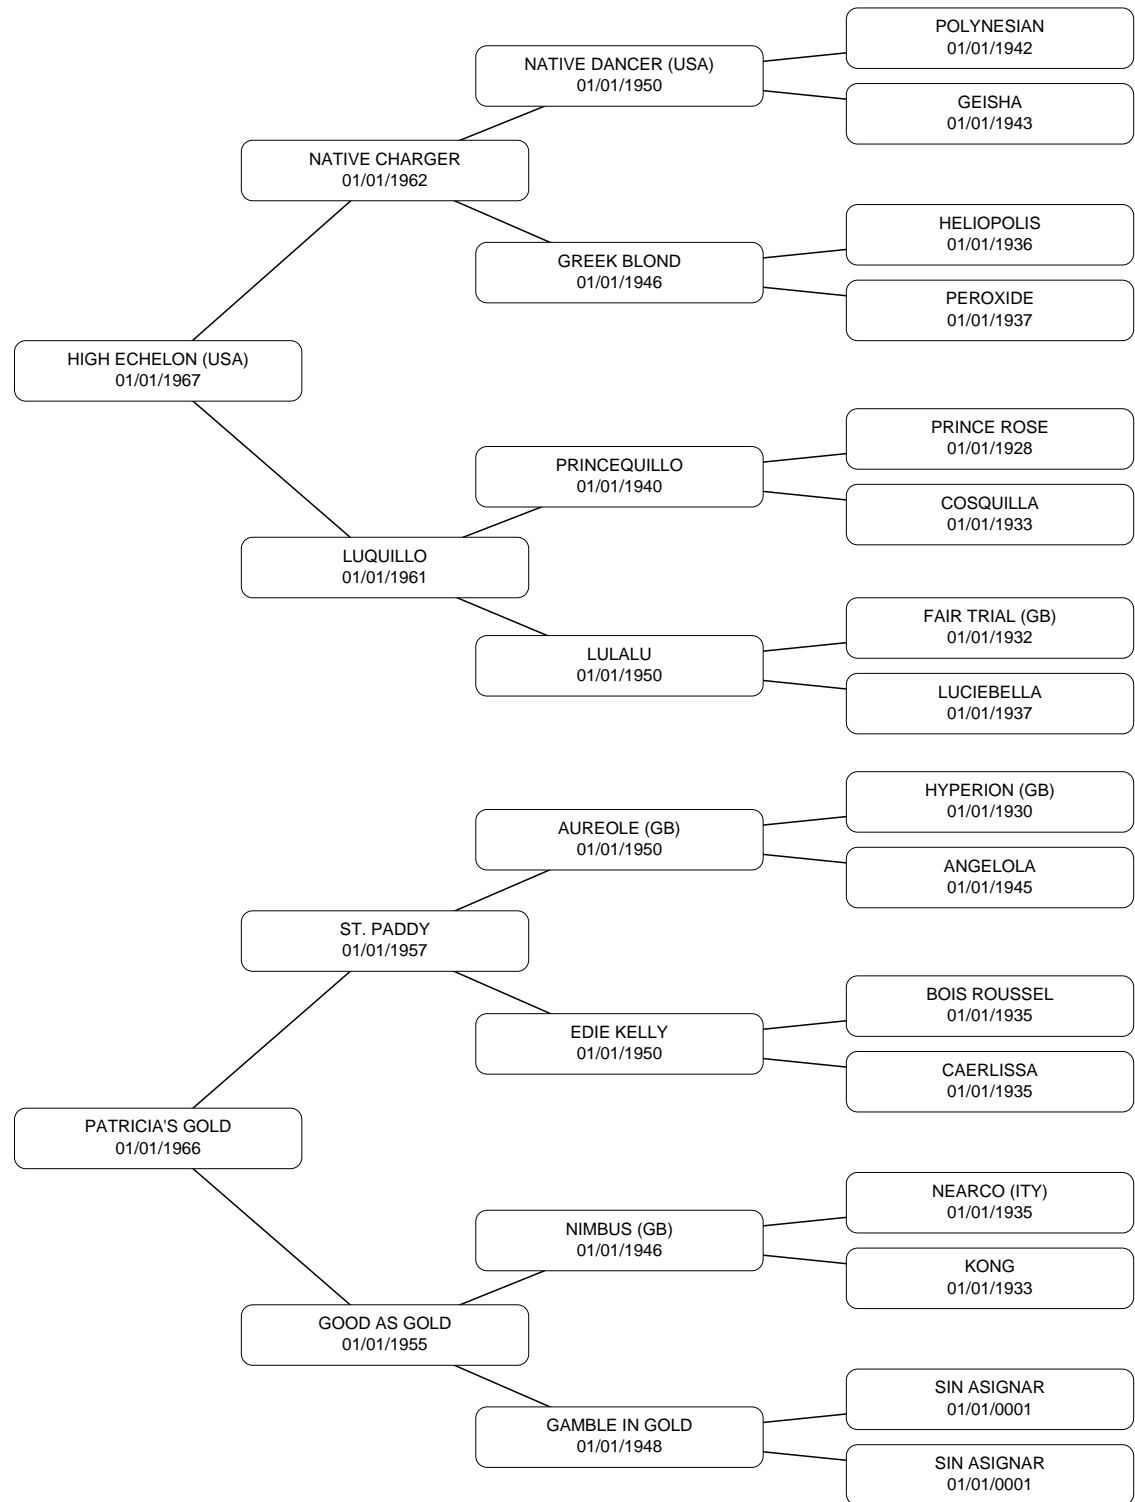 POLYNESIAN
01/01/1942
NATIVE DANCER (USA)
01/01/1950
GEISHA
01/01/1943
NATIVE CHARGER
01/01/1962
HELIOPOLIS
01/01/1936
GREEK BLOND
01/01/1946
PEROXIDE
01/01/1937
HIGH ECHELON (USA)
01/01/1967
PRINCE ROSE
01/01/1928
PRINCEQUILLO
01/01/1940
COSQUILLA
01/01/1933
LUQUILLO
01/01/1961
FAIR TRIAL (GB)
01/01/1932
LULALU
01/01/1950
LUCIEBELLA
01/01/1937
HYPERION (GB)
01/01/1930
AUREOLE (GB)
01/01/1950
ANGELOLA
01/01/1945
ST. PADDY
01/01/1957
BOIS ROUSSEL
01/01/1935
EDIE KELLY
01/01/1950
CAERLISSA
01/01/1935
PATRICIA'S GOLD
01/01/1966
NEARCO (ITY)
01/01/1935
NIMBUS (GB)
01/01/1946
KONG
01/01/1933
GOOD AS GOLD
01/01/1955
SIN ASIGNAR
01/01/0001
GAMBLE IN GOLD
01/01/1948
SIN ASIGNAR
01/01/0001